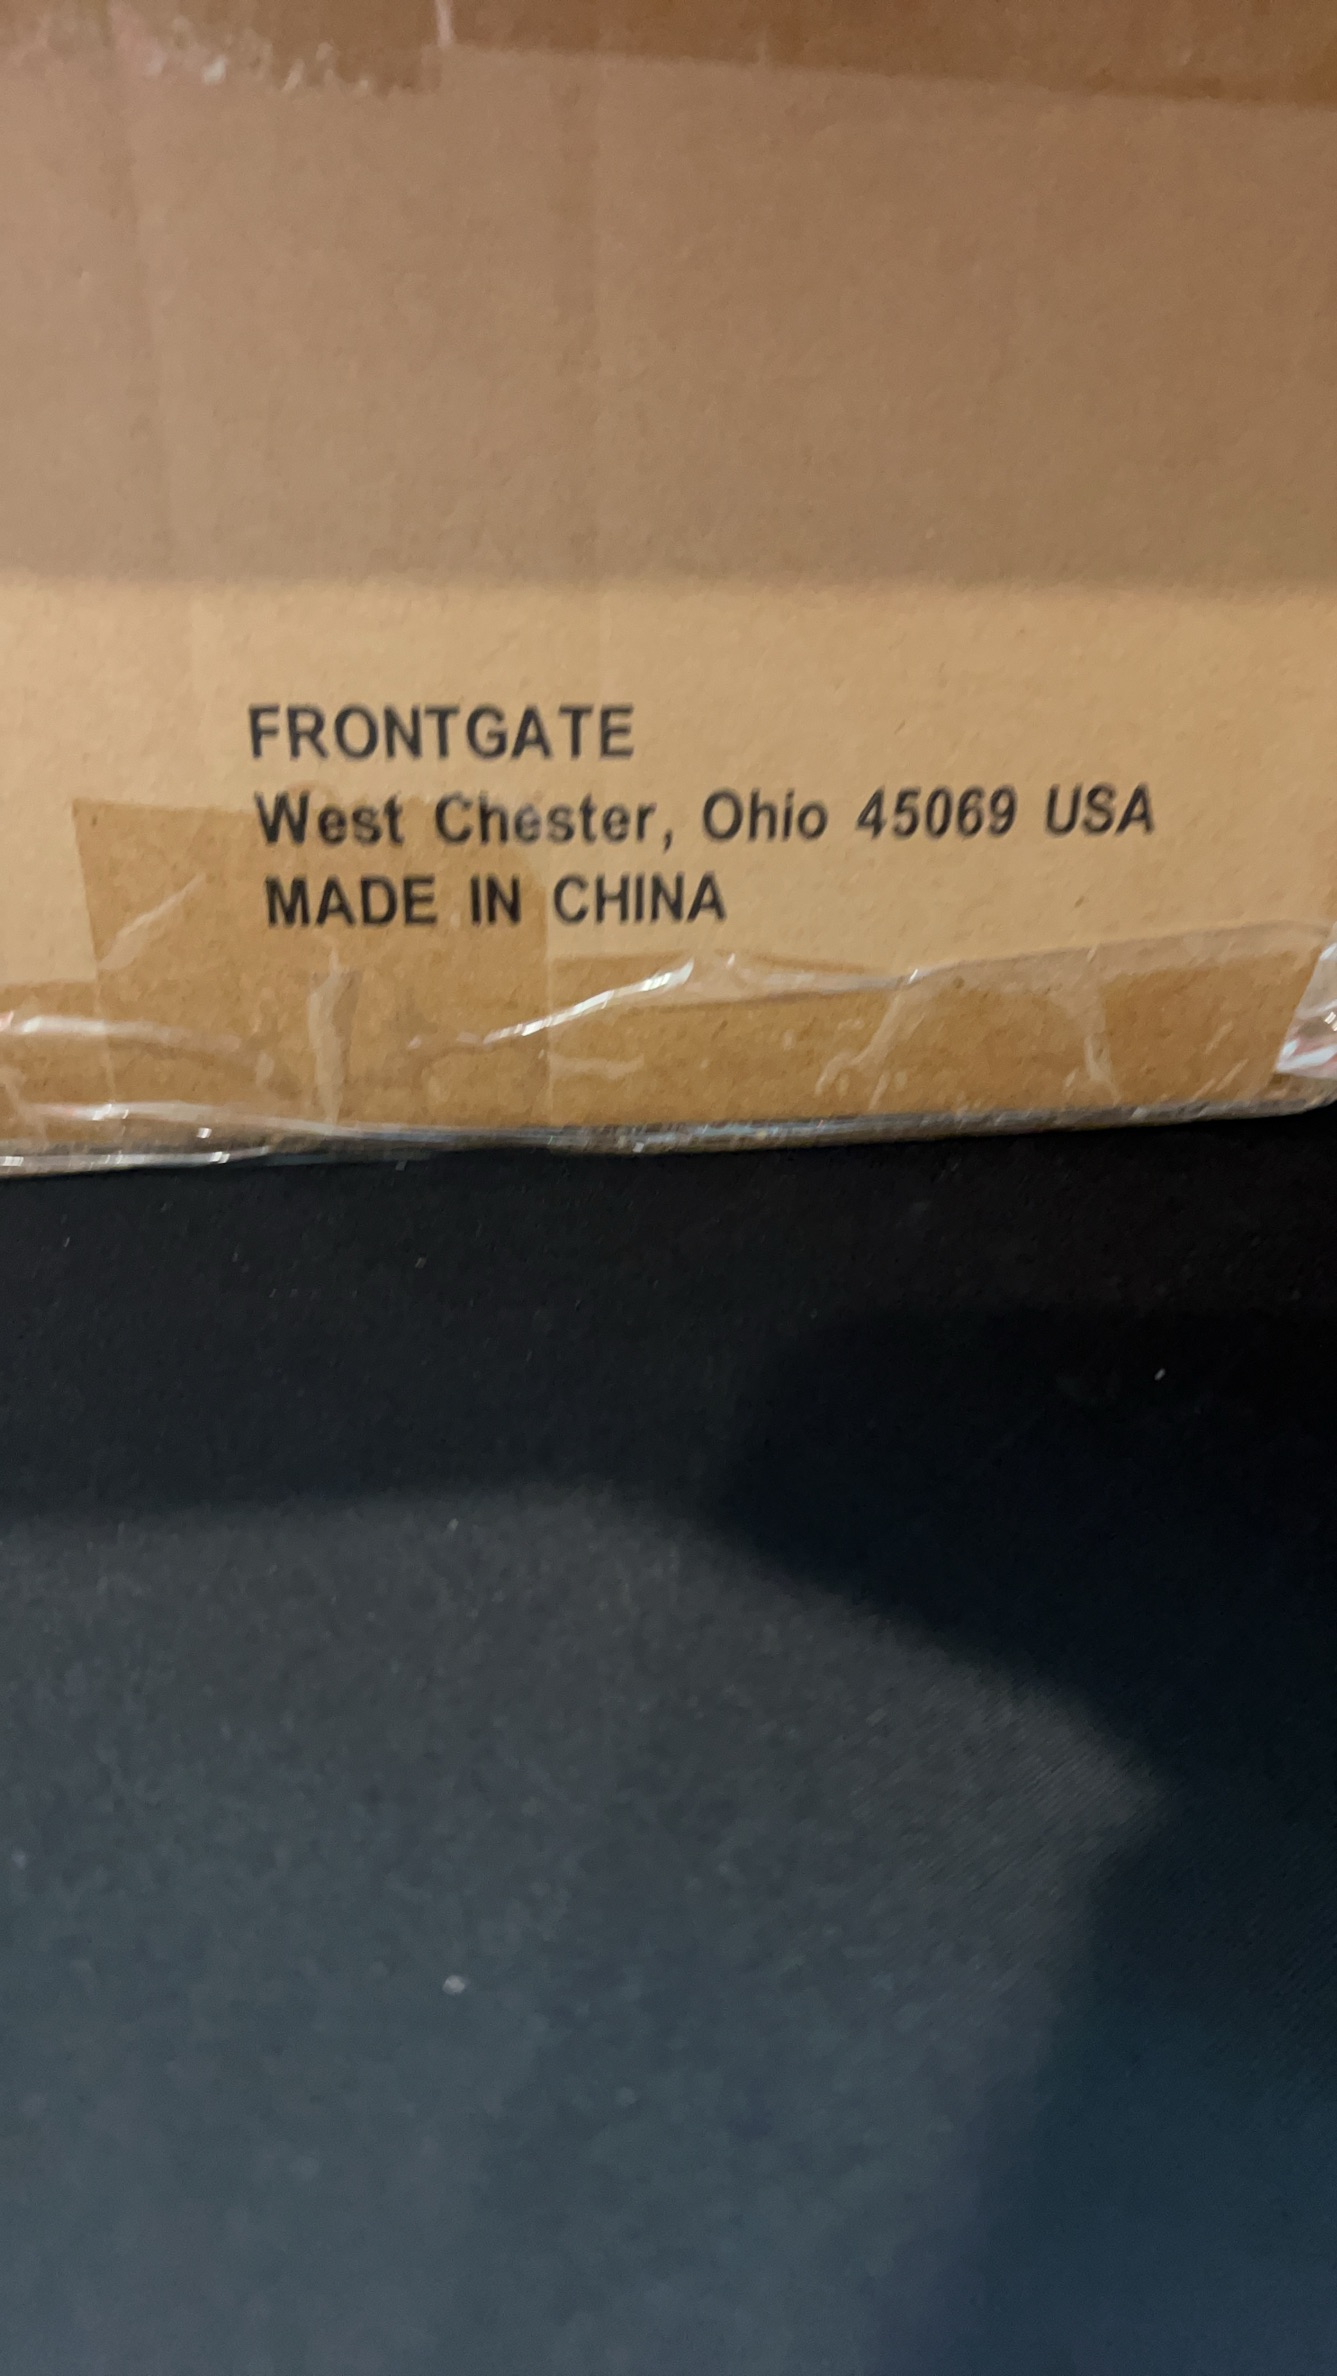 FRONTGATE
West Chester, Ohio 45069 USA
MADE IN CHINA